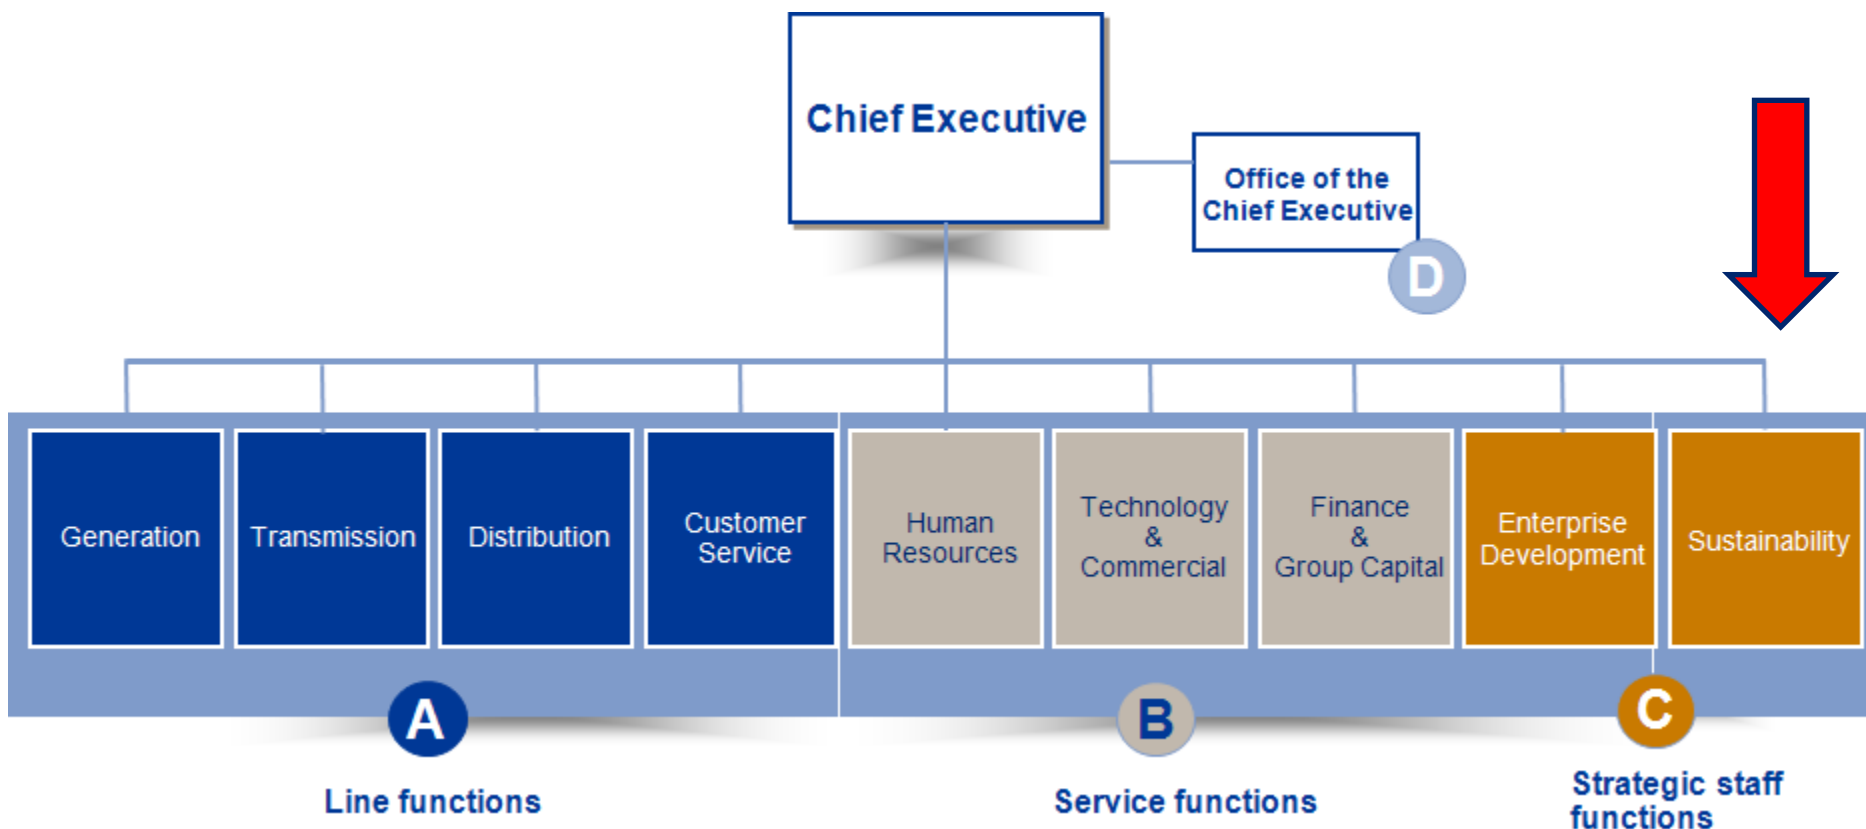 Chief Executive
Office of the
Chief Executive
D
Generation
Transmission
Distribution
Customer
Service
Human
Resources
Technology
&
Commercial
Finance
&
Group Capital
Enterprise
Development
Sustainability
A
B
C
Line functions
Service functions
Strategic staff
functions